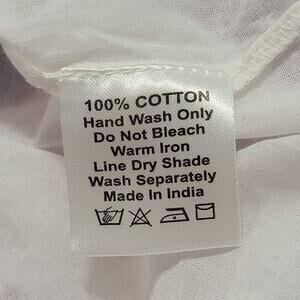 100% COTTON
Hand Wash Only
Do Not Bleach
Warm Iron
Line Dry Shade
Wash Separately
Made In India